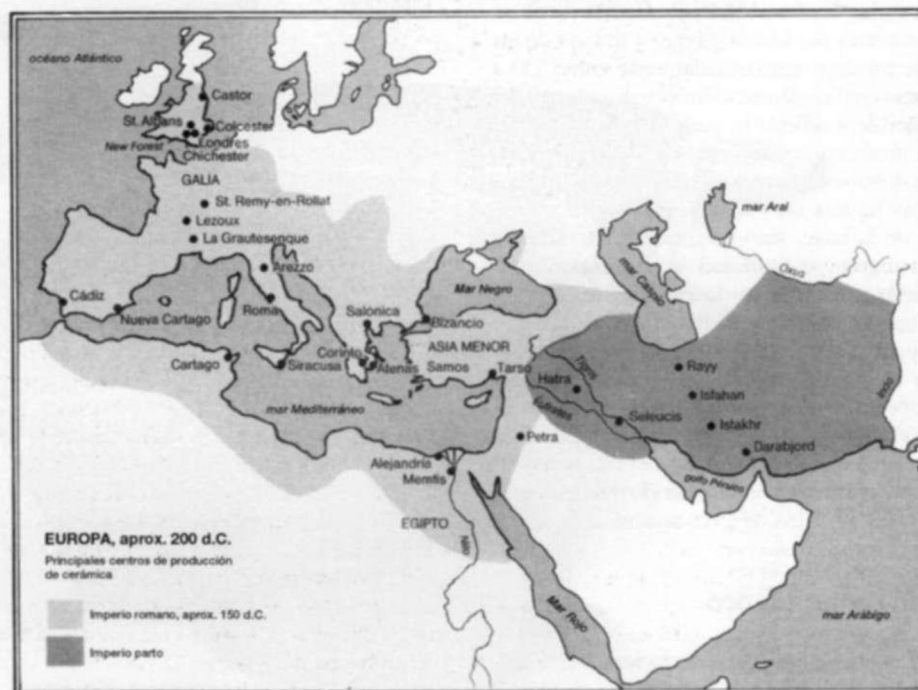 océano Atlántico
Castor
St. Albans
Colcester
New Forest
Londres
Chichester
GALIA
St. Remy-en-Rollat
Lezoux
La Grautesenque
Arezzo
Cádiz
Nueva Cartago
Roma
Salónica
Mar Negro
Bizancio
mar Caspio
mar Aral
Oxus
Cartago
Siracusa
Corinto
Atenas
ASIA MENOR
Samos
Tarso
Hatra
Tigris
Eúfrates
Seleucis
Rayy
Isfahan
Istakhr
Darabjord
Indo
mar Mediterráneo
Petra
Golfo Pérsico
Alejandría
Memfis
EGIPTO
Nilo
Mar Rojo
mar Arábigo
EUROPA, aprox. 200 d.C.
Principales centros de producción
de cerámica
Imperio romano, aprox. 150 d.C.
Imperio parto